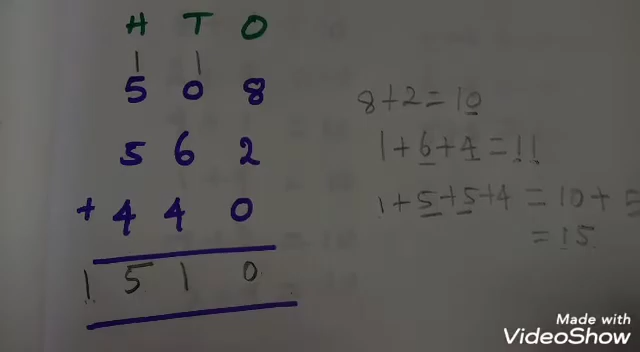 H T O
1 1
5 0 8
8+2=10
5 6 2
1+6+4=11
+ 4 4 0
1+5+5+4 = 10+5
= 15
1 5 1 0
Made with
VideoShow